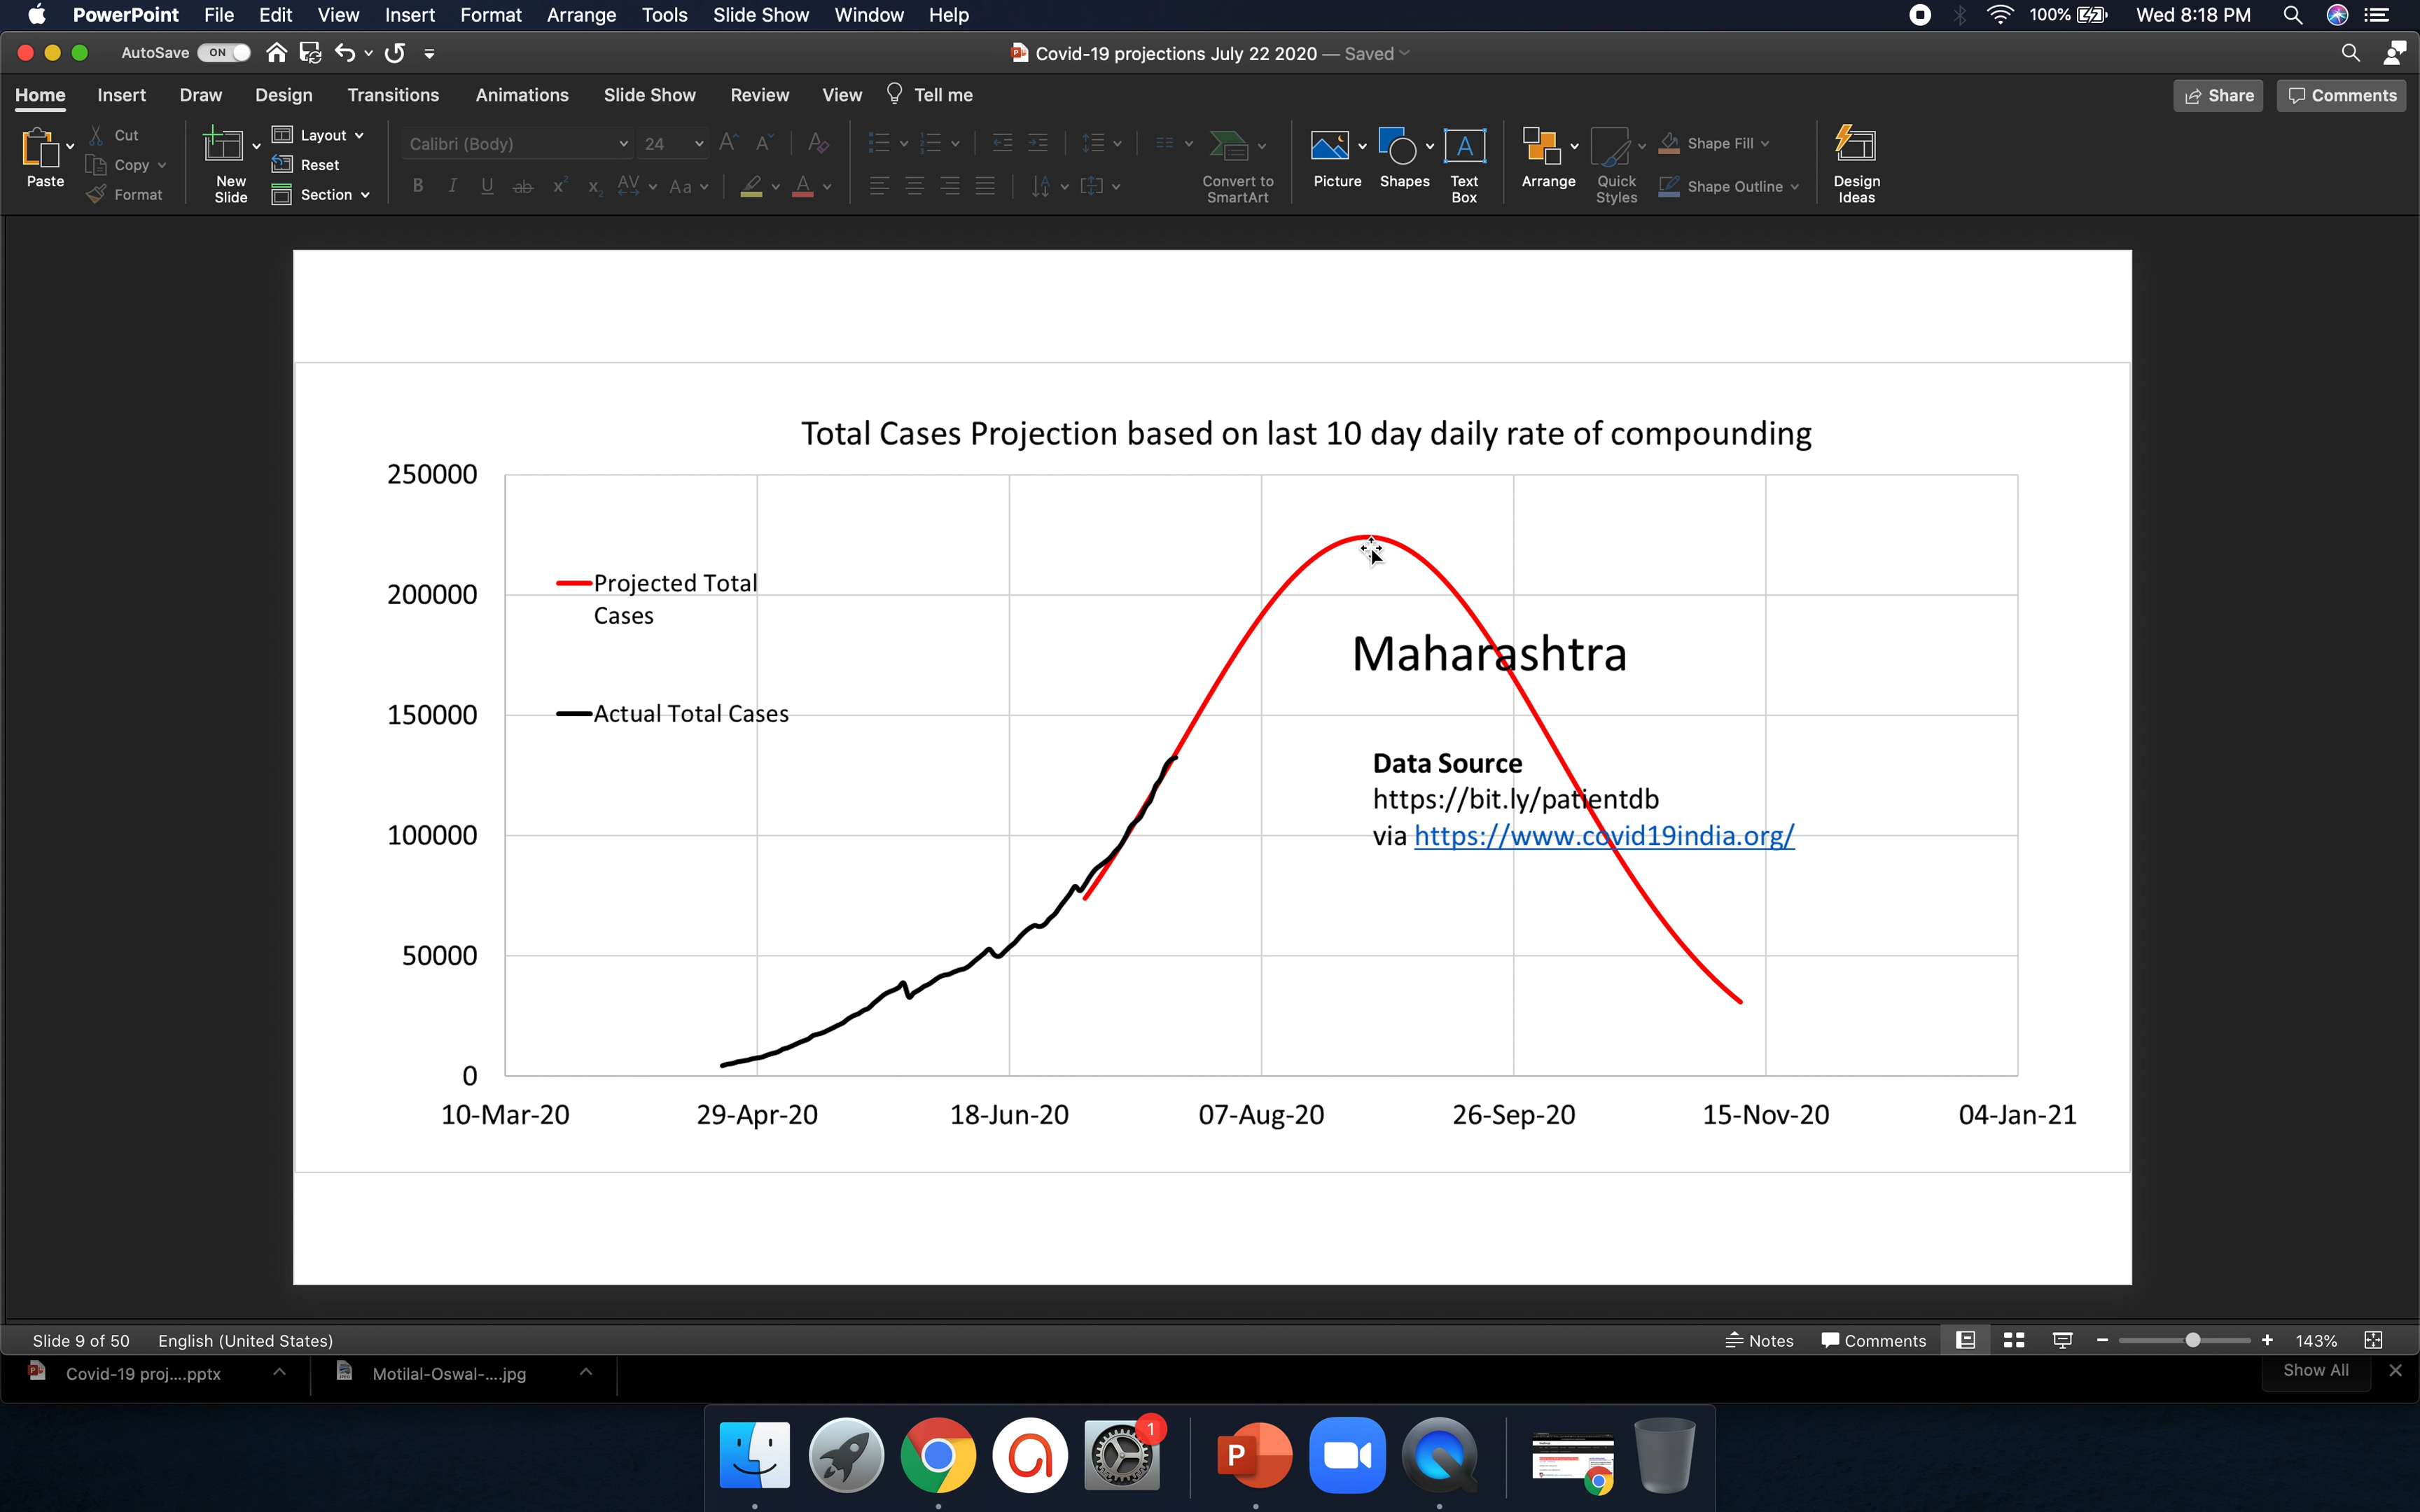 PowerPoint File Edit View Insert Format Arrange Tools Slide Show Window Help 100% Wed 8:18 PM
AutoSave ON Covid-19 projections July 22 2020 — Saved
Home Insert Draw Design Transitions Animations Slide Show Review View Tell me Share Comments
Paste
Cut
Copy
Format
New
Slide
Layout
Reset
Section
Calibri (Body) 24
Convert to
SmartArt
Picture
Shapes
Text
Box
Arrange
Quick
Styles
Shape Fill
Shape Outline
Design
Ideas
Total Cases Projection based on last 10 day daily rate of compounding
250000
200000
150000
100000
50000
0
Projected Total
Cases
Actual Total Cases
Maharashtra
Data Source
https://bit.ly/patientdb
via https://www.covid19india.org/
10-Mar-20 29-Apr-20 18-Jun-20 07-Aug-20 26-Sep-20 15-Nov-20 04-Jan-21
Slide 9 of 50 English (United States) Notes Comments 143%
Covid-19 proj....pptx Motilal-Oswal-....jpg Show All
1
P